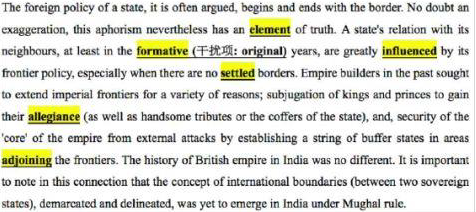 The foreign policy of a state, it is often argued, begins and ends with the border. No doubt an
exaggeration, this aphorism nevertheless has an element of truth. A state's relation with its
neighbours, at least in the formative (干扰项: original) years, are greatly influenced by its
frontier policy, especially when there are no settled borders. Empire builders in the past sought
to extend imperial frontiers for a variety of reasons; subjugation of kings and princes to gain
their allegiance (as well as handsome tributes or the coffers of the state), and, security of the
'core' of the empire from external attacks by establishing a string of buffer states in areas
adjoining the frontiers. The history of British empire in India was no different. It is important
to note in this connection that the concept of international boundaries (between two sovereign
states), demarcated and delineated, was yet to emerge in India under Mughal rule.